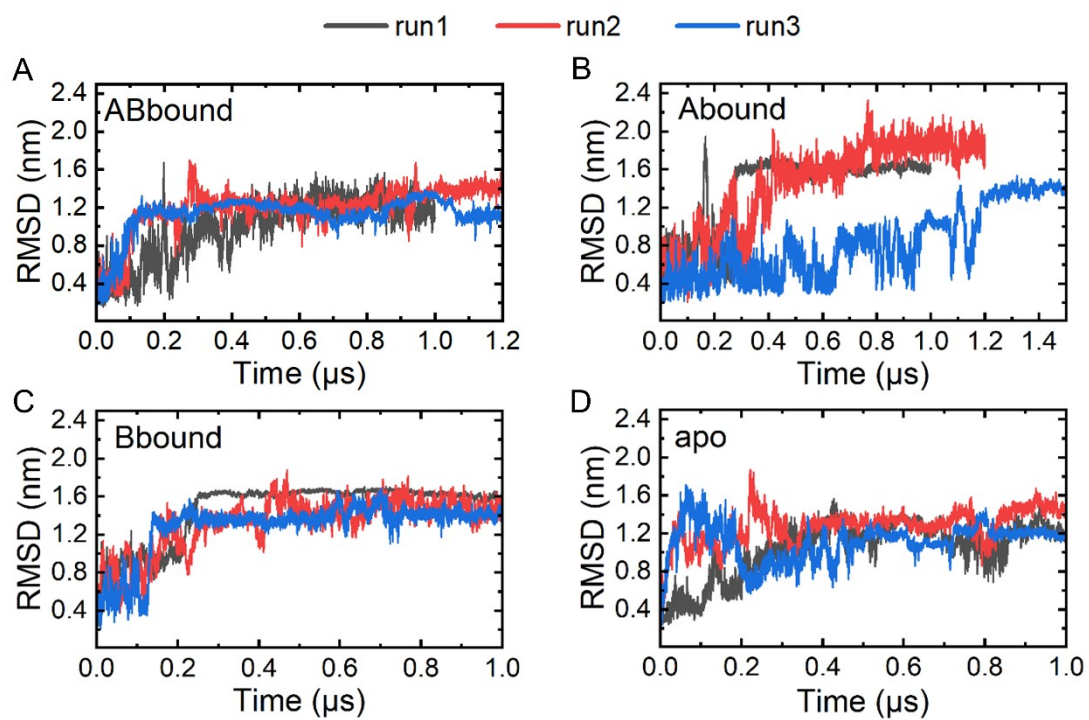 run1 run2 run3
A
B
2.4
2.0
1.6
1.2
0.8
0.4
RMSD (nm)
ABbound
0.0 0.2 0.4 0.6 0.8 1.0 1.2
Time (µs)
2.4
2.0
1.6
1.2
0.8
0.4
RMSD (nm)
Abound
0.0 0.2 0.4 0.6 0.8 1.0 1.2 1.4
Time (µs)
C
D
2.4
2.0
1.6
1.2
0.8
0.4
RMSD (nm)
Bbound
0.0 0.2 0.4 0.6 0.8 1.0
Time (µs)
2.4
2.0
1.6
1.2
0.8
0.4
RMSD (nm)
apo
0.0 0.2 0.4 0.6 0.8 1.0
Time (µs)